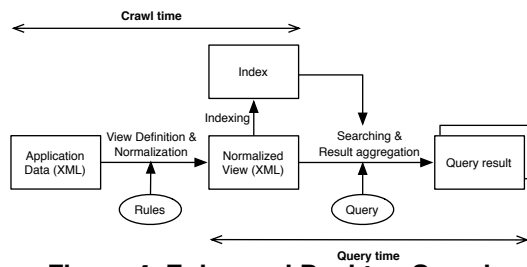 Crawl time
Index
Indexing
View Definition &
Normalization
Searching &
Result aggregation
Application
Data (XML)
Normalized
View (XML)
Query result
Rules
Query
Query time